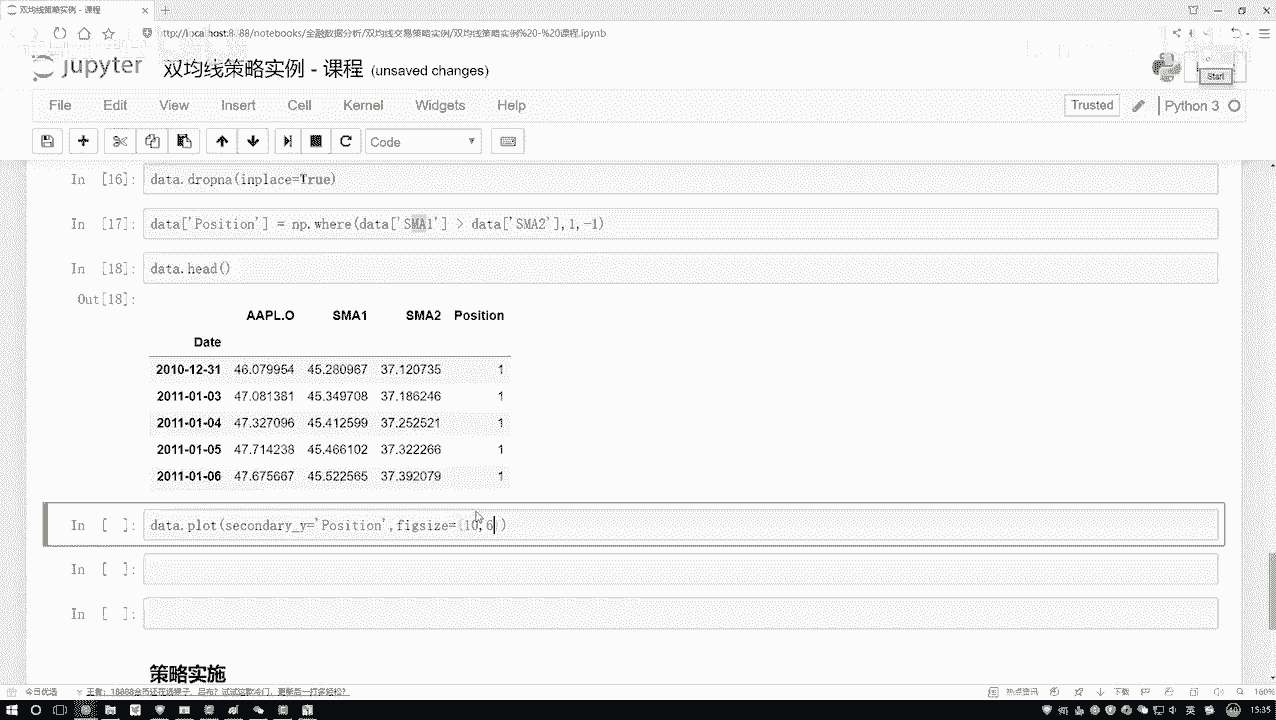 双均线策略实例 - 课程
ttp://localhost:8888/notebooks/金融数据分析/双均线交易策略实例/双均线策略实例%20-%20课程.ipynb
jupyter 双均线策略实例 - 课程 (unsaved changes)
Start
File Edit View Insert Cell Kernel Widgets Help
Trusted Python 3
Code
In [16]: data.dropna(inplace=True)
In [17]: data['Position'] = np.where(data['SMA1'] > data['SMA2'],1,-1)
In [18]: data.head()
Out[18]:
AAPL.O SMA1 SMA2 Position
Date
2010-12-31 46.079954 45.280967 37.120735 1
2011-01-03 47.081381 45.349708 37.186246 1
2011-01-04 47.327096 45.412599 37.252521 1
2011-01-05 47.714238 45.466102 37.322266 1
2011-01-06 47.675667 45.522565 37.392079 1
In [ ]: data.plot(secondary_y='Position',figsize=(10,6))
In [ ]:
In [ ]:
策略实施
今日优选
热点资讯 下载 160%
英 15:35